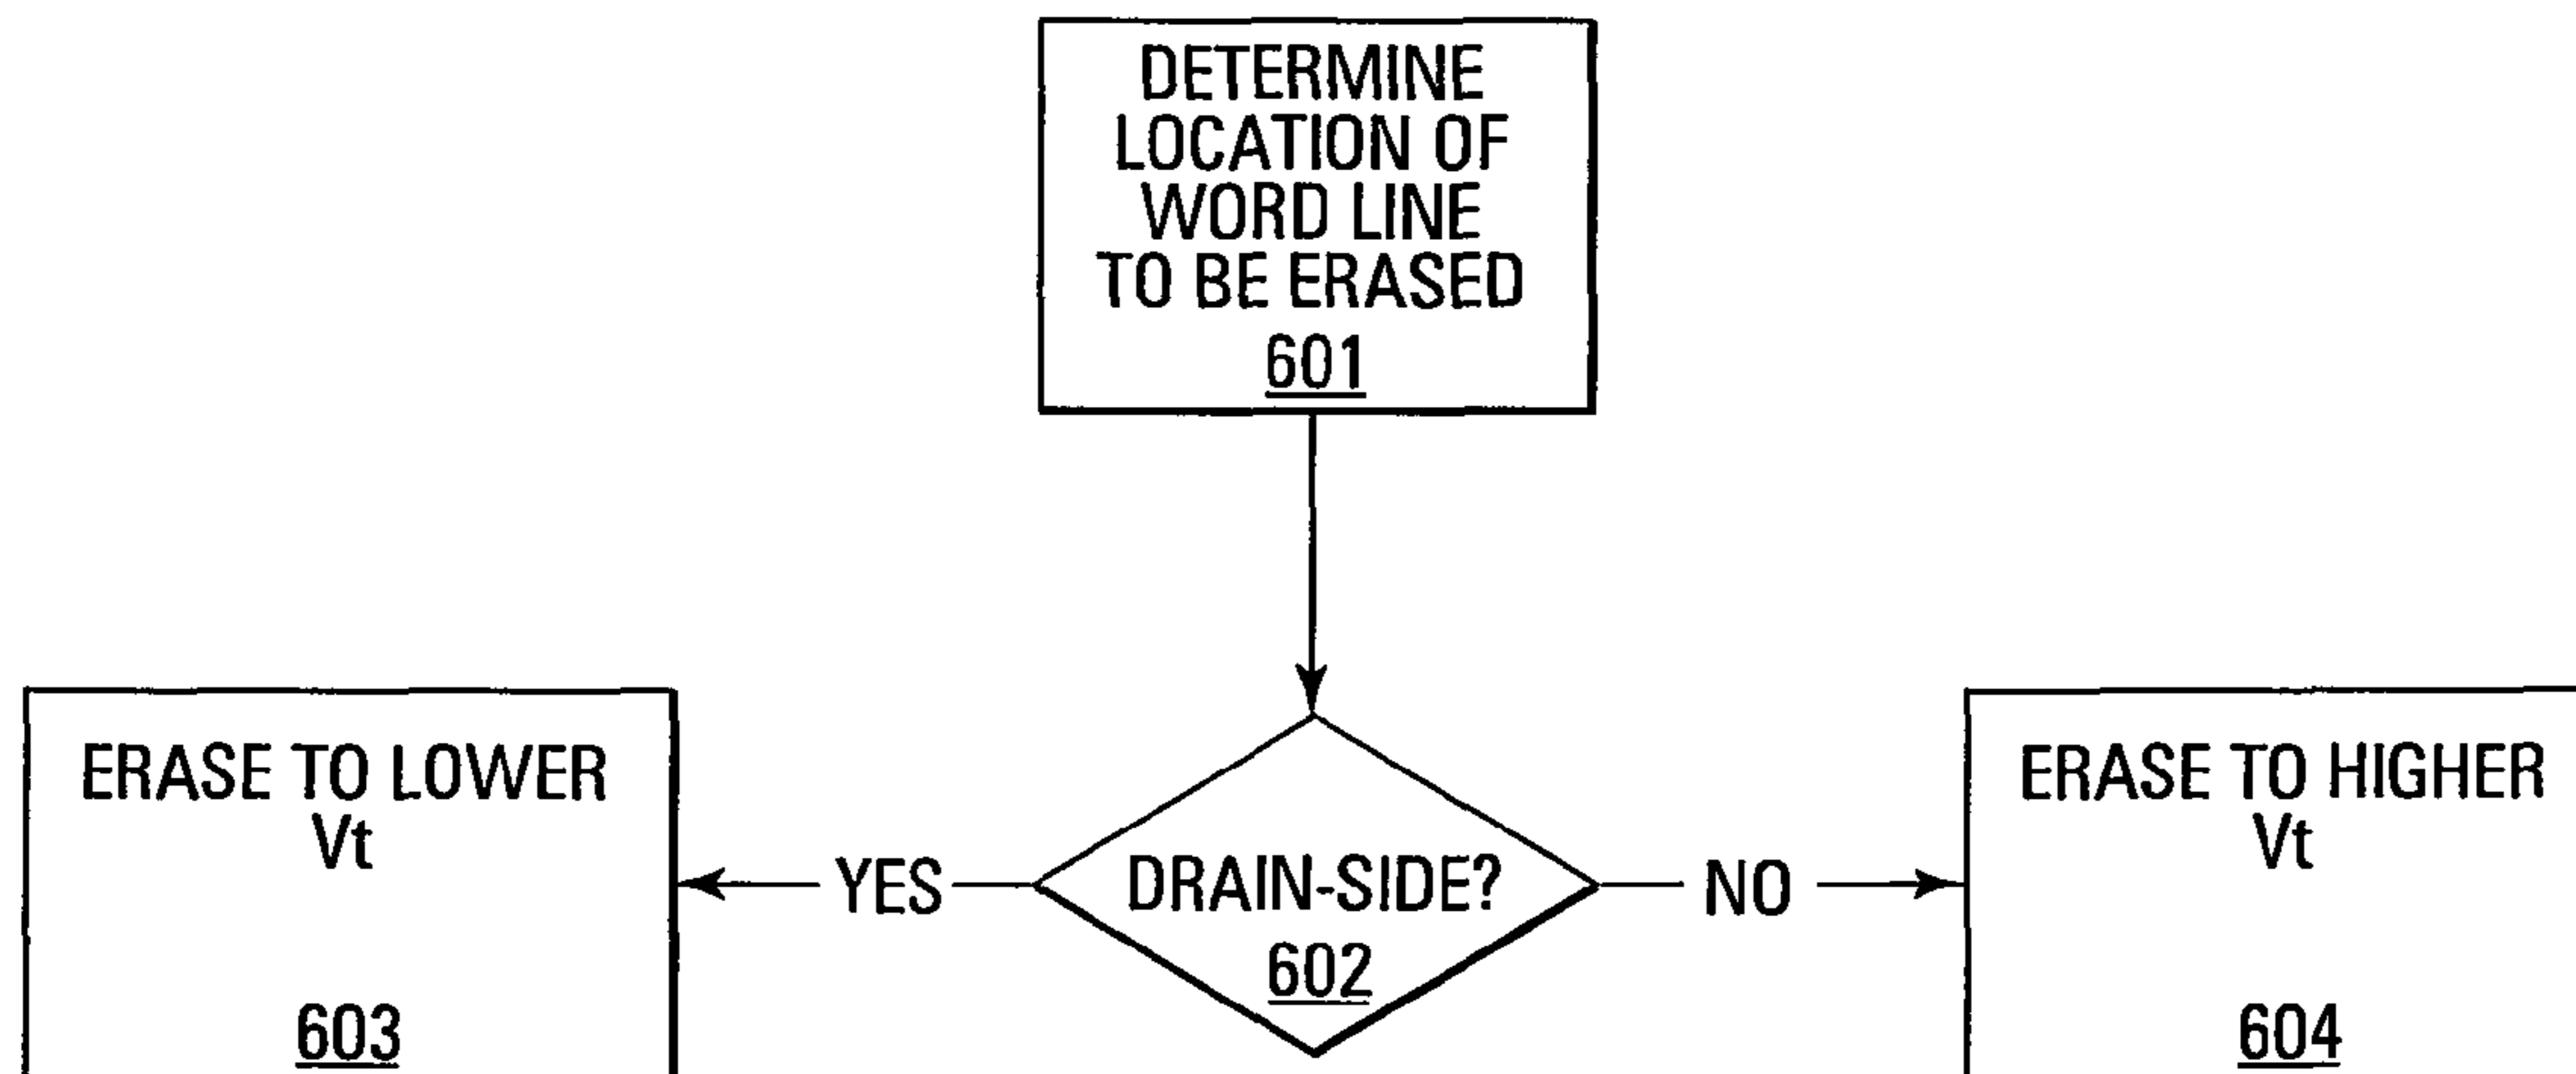 DETERMINE
LOCATION OF
WORD LINE
TO BE ERASED
601
ERASE TO LOWER
Vt
603
YES
DRAIN-SIDE?
602
NO
ERASE TO HIGHER
Vt
604